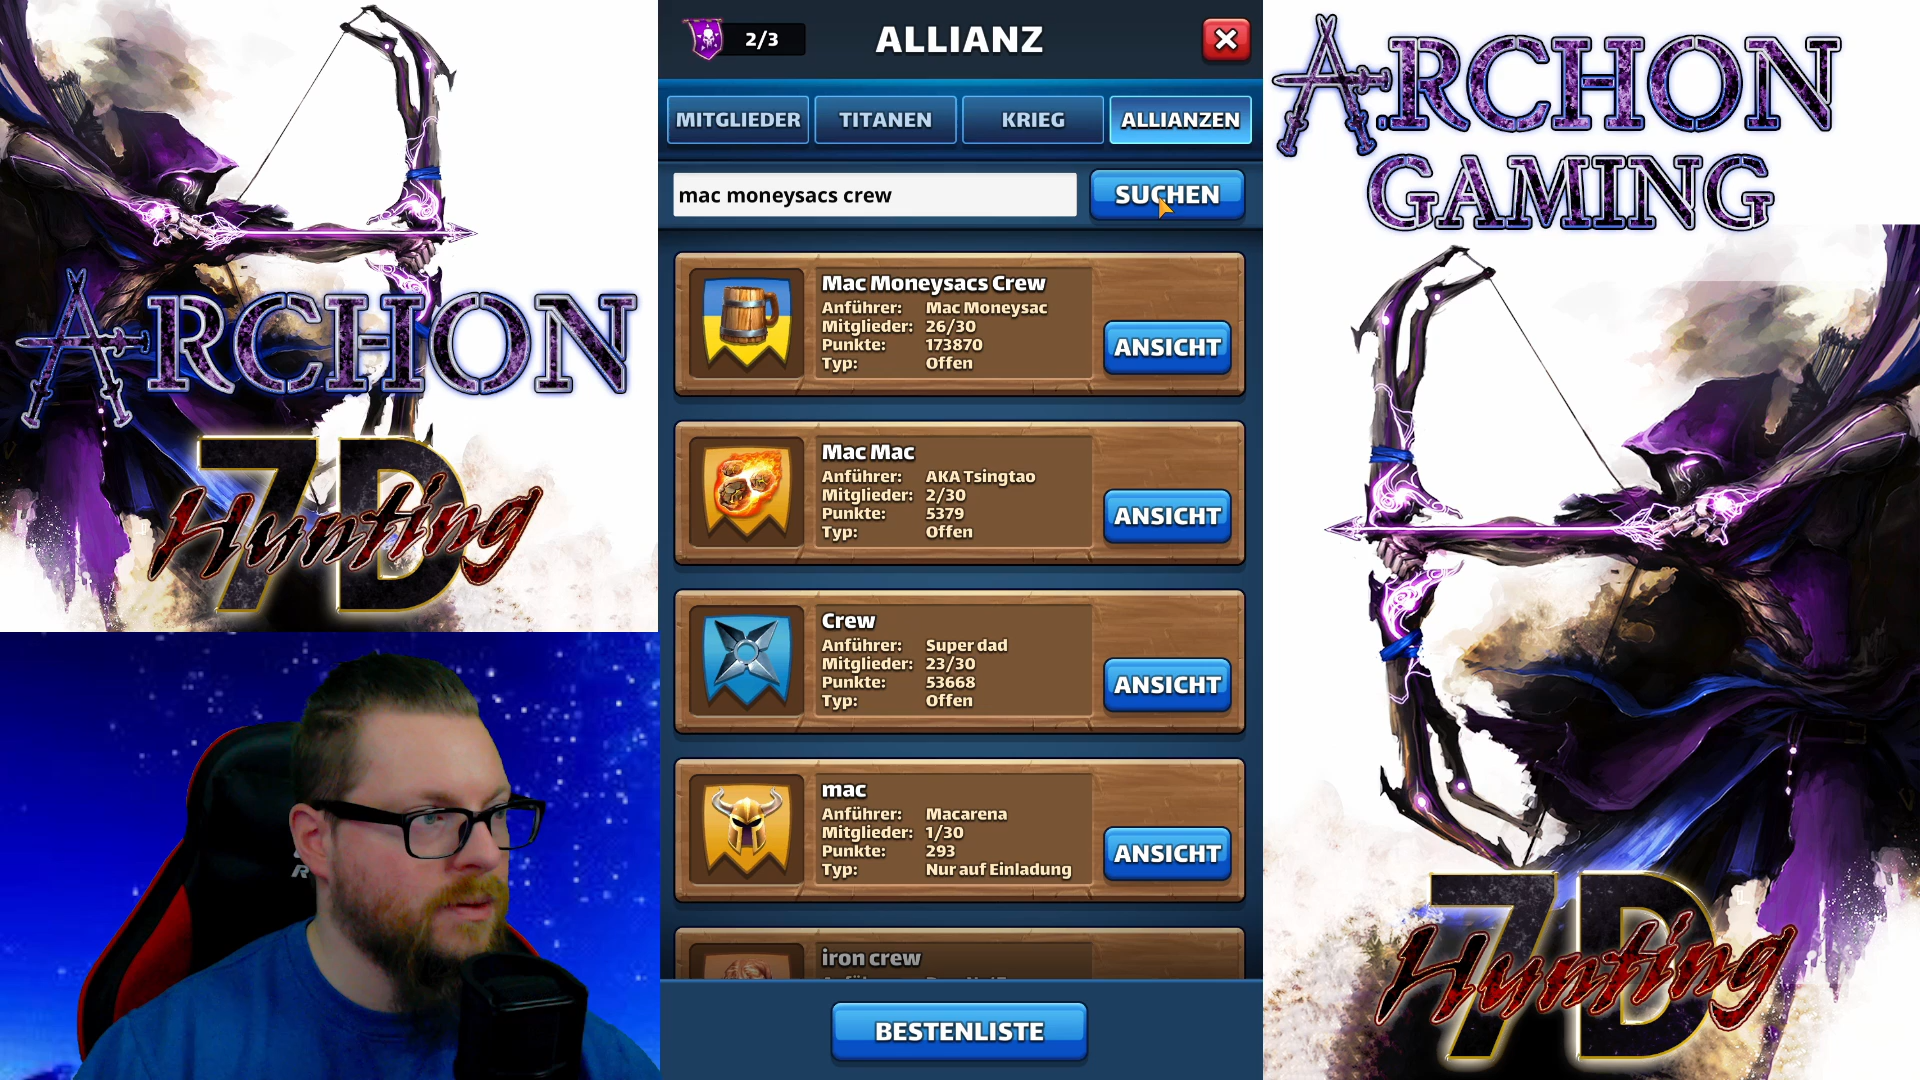 ARCHON
7D
Hunting
2/3
ALLIANZ
MITGLIEDER
TITANEN
KRIEG
ALLIANZEN
mac moneysacs crew
SUCHEN
Mac Moneysacs Crew
Anführer: Mac Moneysac
Mitglieder: 26/30
Punkte: 173870
Typ: Offen
ANSICHT
Mac Mac
Anführer: AKA Tsingtao
Mitglieder: 2/30
Punkte: 5379
Typ: Offen
ANSICHT
Crew
Anführer: Super dad
Mitglieder: 23/30
Punkte: 53668
Typ: Offen
ANSICHT
mac
Anführer: Macarena
Mitglieder: 1/30
Punkte: 293
Typ: Nur auf Einladung
ANSICHT
iron crew
BESTENLISTE
ARCHON
GAMING
7D
Hunting